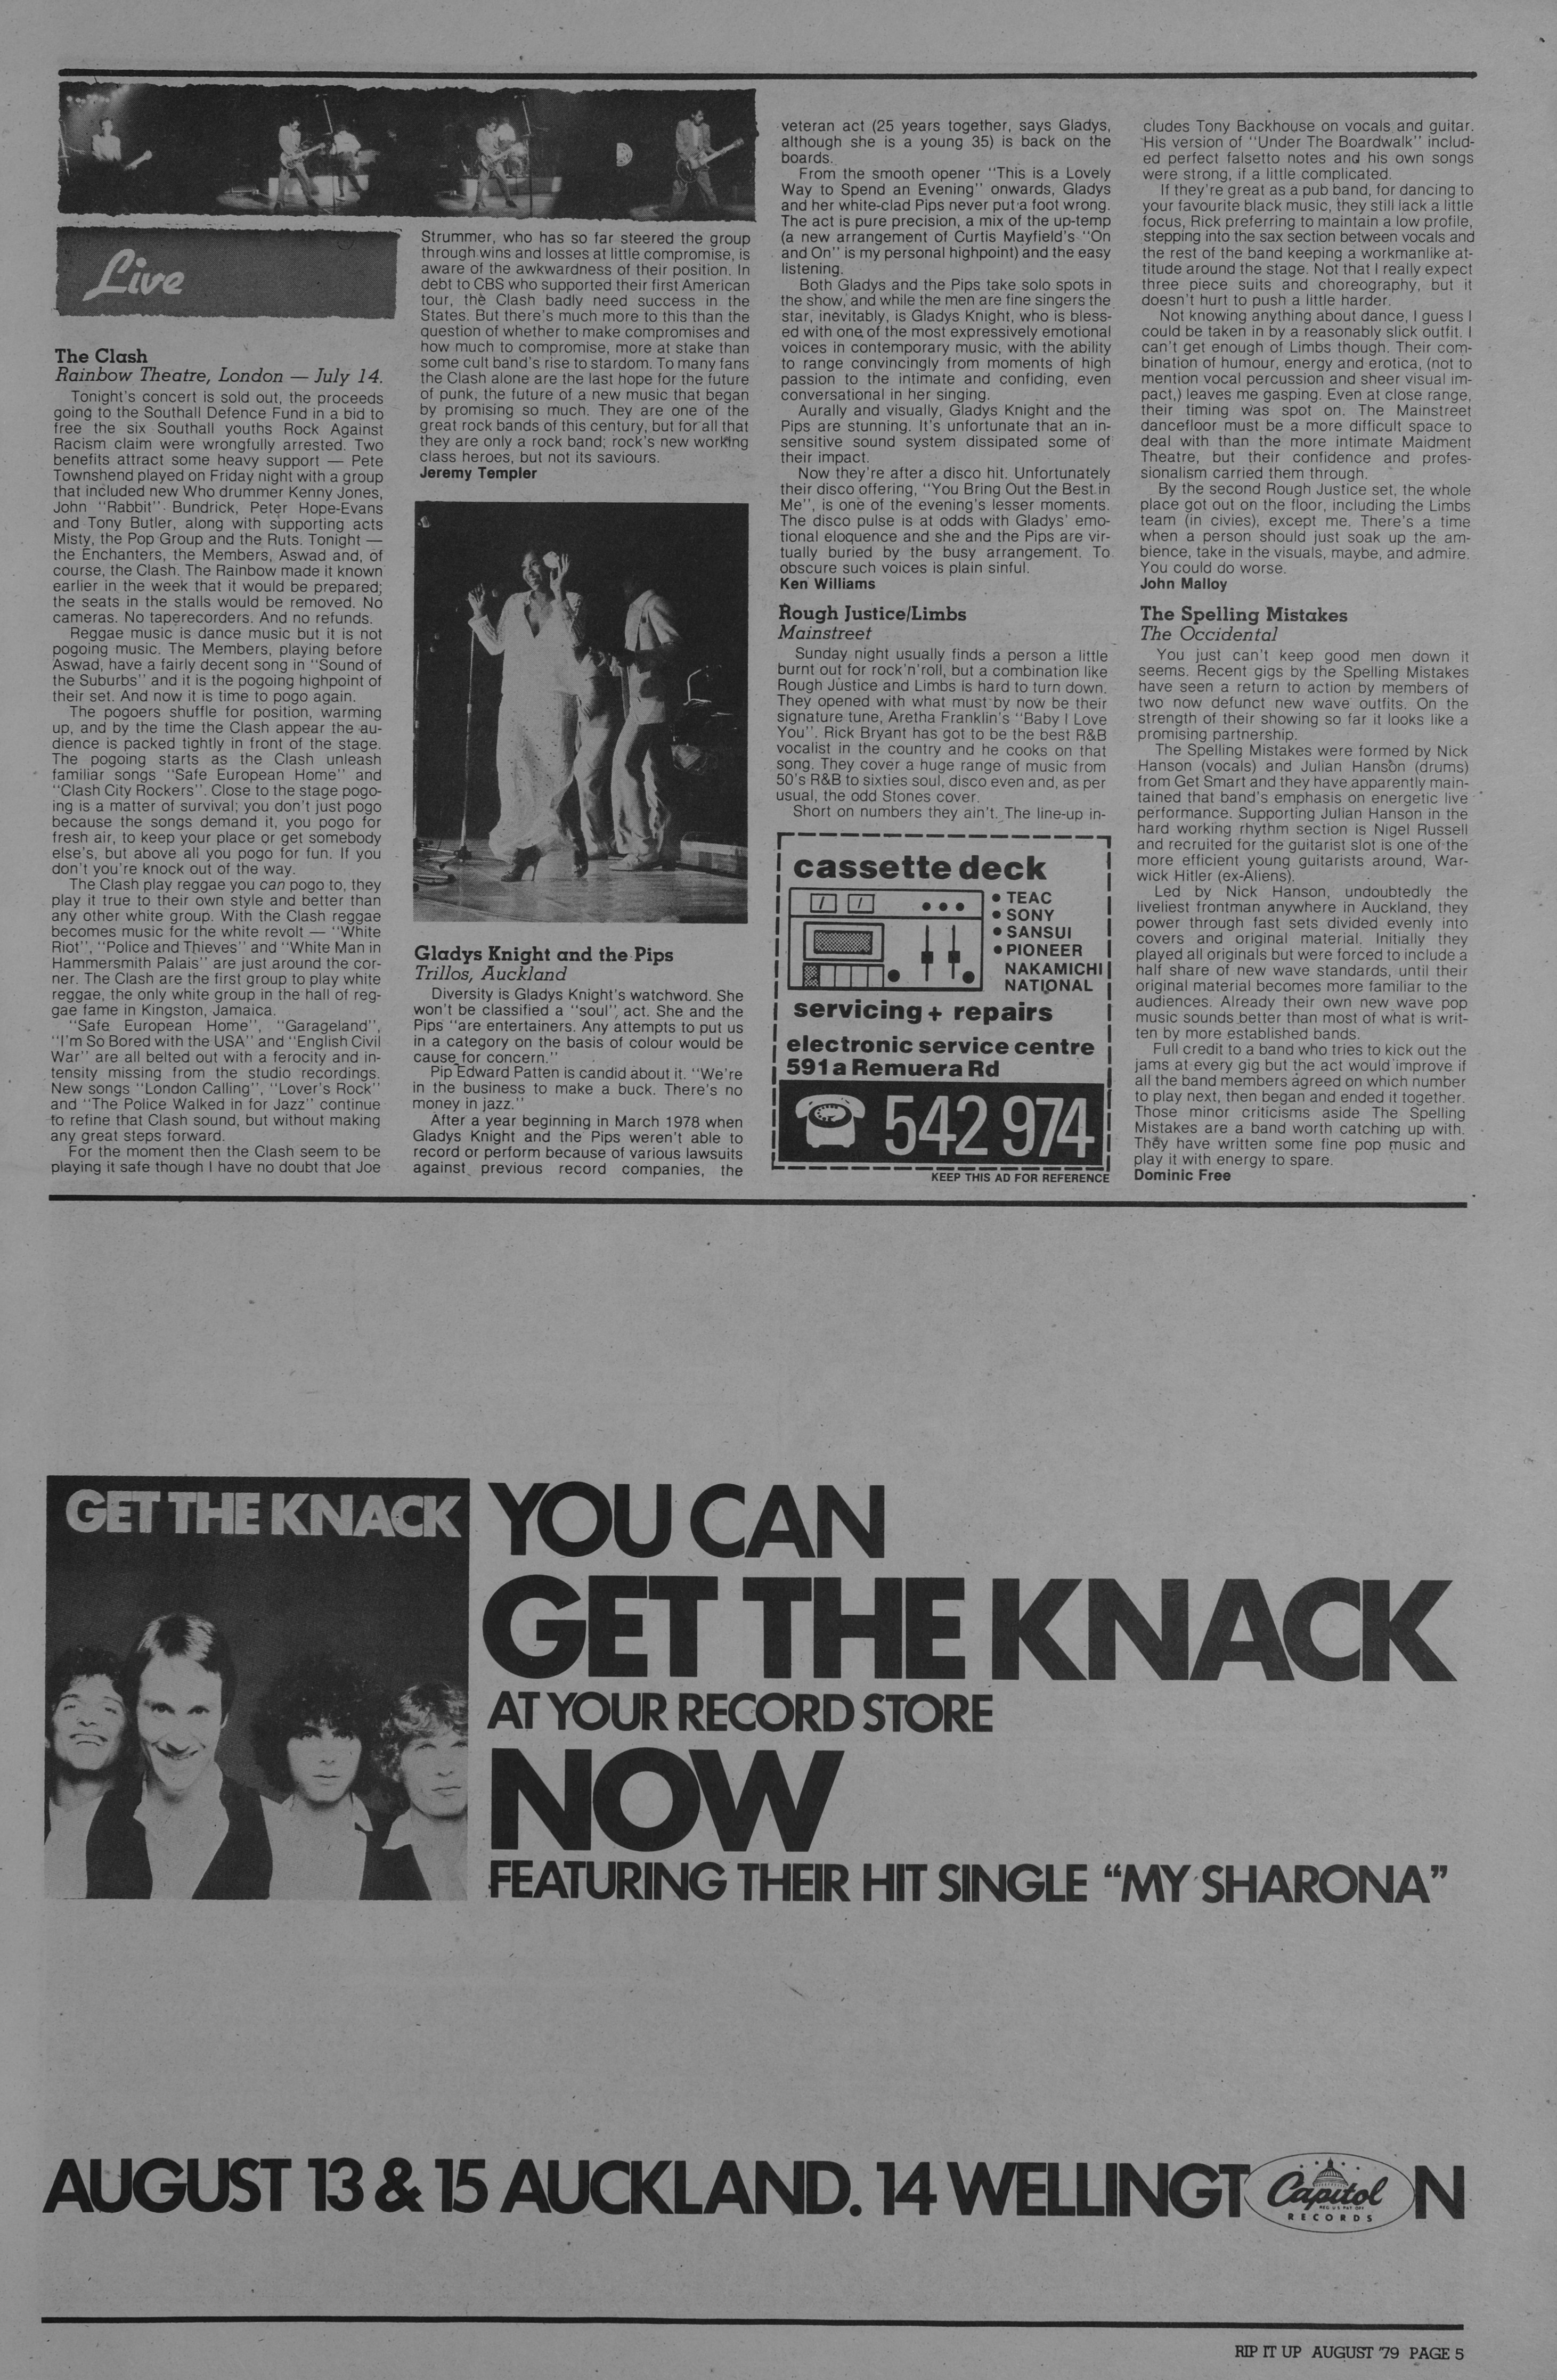 Live
The Clash
Rainbow Theatre, London — July 14.
Tonight's concert is sold out, the proceeds
going to the Southall Defence Fund in a bid to
free the six Southall youths Rock Against
Racism claim were wrongfully arrested. Two
benefits attract some heavy support — Pete
Townshend played on Friday night with a group
that included new Who drummer Kenny Jones,
John "Rabbit" Bundrick, Peter Hope-Evans
and Tony Butler, along with supporting acts
Misty, the Pop Group and the Ruts. Tonight —
the Enchanters, the Members, Aswad and, of
course, the Clash. The Rainbow made it known
earlier in the week that it would be prepared;
the seats in the stalls would be removed. No
cameras. No taperecorders. And no refunds.
Reggae music is dance music but it is not
pogoing music. The Members, playing before
Aswad, have a fairly decent song in "Sound of
the Suburbs" and it is the pogoing highpoint of
their set. And now it is time to pogo again.
The pogoers shuffle for position, warming
up, and by the time the Clash appear the au-
dience is packed tightly in front of the stage.
The pogoing starts as the Clash unleash
familiar songs "Safe European Home" and
"Clash City Rockers". Close to the stage pogo-
ing is a matter of survival; you don't just pogo
because the songs demand it, you pogo for
fresh air, to keep your place or get somebody
else's, but above all you pogo for fun. If you
don't you're knock out of the way.
The Clash play reggae you can pogo to, they
play it true to their own style and better than
any other white group. With the Clash reggae
becomes music for the white revolt — "White
Riot", "Police and Thieves" and "White Man in
Hammersmith Palais" are just around the cor-
ner. The Clash are the first group to play white
reggae, the only white group in the hall of reg-
gae fame in Kingston, Jamaica.
"Safe European Home", "Garageland",
"I'm So Bored with the USA" and "English Civil
War" are all belted out with a ferocity and in-
tensity missing from the studio recordings.
New songs "London Calling", "Lover's Rock"
and "The Police Walked in for Jazz" continue
to refine that Clash sound, but without making
any great steps forward.
For the moment then the Clash seem to be
playing it safe though I have no doubt that Joe
Strummer, who has so far steered the group
through wins and losses at little compromise, is
aware of the awkwardness of their position. In
debt to CBS who supported their first American
tour, the Clash badly need success in the
States. But there's much more to this than the
question of whether to make compromises and
how much to compromise, more at stake than
some cult band's rise to stardom. To many fans
the Clash alone are the last hope for the future
of punk, the future of a new music that began
by promising so much. They are one of the
great rock bands of this century, but for all that
they are only a rock band; rock's new working
class heroes, but not its saviours.
Jeremy Templer
Gladys Knight and the Pips
Trillos, Auckland
Diversity is Gladys Knight's watchword. She
won't be classified a "soul" act. She and the
Pips "are entertainers. Any attempts to put us
in a category on the basis of colour would be
cause for concern."
Pip Edward Patten is candid about it. "We're
in the business to make a buck. There's no
money in jazz."
After a year beginning in March 1978 when
Gladys Knight and the Pips weren't able to
record or perform because of various lawsuits
against previous record companies, the
veteran act (25 years together, says Gladys,
although she is a young 35) is back on the
boards.
From the smooth opener "This is a Lovely
Way to Spend an Evening" onwards, Gladys
and her white-clad Pips never put a foot wrong.
The act is pure precision, a mix of the up-temp
(a new arrangement of Curtis Mayfield's "On
and On" is my personal highpoint) and the easy
listening.
Both Gladys and the Pips take solo spots in
the show, and while the men are fine singers the
star, inevitably, is Gladys Knight, who is bless-
ed with one of the most expressively emotional
voices in contemporary music, with the ability
to range convincingly from moments of high
passion to the intimate and confiding, even
conversational in her singing.
Aurally and visually, Gladys Knight and the
Pips are stunning. It's unfortunate that an in-
sensitive sound system dissipated some of
their impact.
Now they're after a disco hit. Unfortunately
their disco offering, "You Bring Out the Best in
Me", is one of the evening's lesser moments.
The disco pulse is at odds with Gladys' emo-
tional eloquence and she and the Pips are vir-
tually buried by the busy arrangement. To
obscure such voices is plain sinful.
Ken Williams
Rough Justice/Limbs
Mainstreet
Sunday night usually finds a person a little
burnt out for rock'n'roll, but a combination like
Rough Justice and Limbs is hard to turn down.
They opened with what must by now be their
signature tune, Aretha Franklin's "Baby I Love
You". Rick Bryant has got to be the best R&B
vocalist in the country and he cooks on that
song. They cover a huge range of music from
50's R&B to sixties soul, disco even and, as per
usual, the odd Stones cover.
Short on numbers they ain't. The line-up in-
cassette deck
• TEAC
• SONY
• SANSUI
• PIONEER
NAKAMICHI
NATIONAL
servicing + repairs
electronic service centre
591a Remuera Rd
542 974
KEEP THIS AD FOR REFERENCE
cludes Tony Backhouse on vocals and guitar.
His version of "Under The Boardwalk" includ-
ed perfect falsetto notes and his own songs
were strong, if a little complicated.
If they're great as a pub band, for dancing to
your favourite black music, they still lack a little
focus, Rick preferring to maintain a low profile,
stepping into the sax section between vocals and
the rest of the band keeping a workmanlike at-
titude around the stage. Not that I really expect
three piece suits and choreography, but it
doesn't hurt to push a little harder.
Not knowing anything about dance, I guess I
could be taken in by a reasonably slick outfit. I
can't get enough of Limbs though. Their com-
bination of humour, energy and erotica, (not to
mention vocal percussion and sheer visual im-
pact,) leaves me gasping. Even at close range,
their timing was spot on. The Mainstreet
dancefloor must be a more difficult space to
deal with than the more intimate Maidment
Theatre, but their confidence and profes-
sionalism carried them through.
By the second Rough Justice set, the whole
place got out on the floor, including the Limbs
team (in civies), except me. There's a time
when a person should just soak up the am-
bience, take in the visuals, maybe, and admire.
You could do worse.
John Malloy
The Spelling Mistakes
The Occidental
You just can't keep good men down it
seems. Recent gigs by the Spelling Mistakes
have seen a return to action by members of
two now defunct new wave outfits. On the
strength of their showing so far it looks like a
promising partnership.
The Spelling Mistakes were formed by Nick
Hanson (vocals) and Julian Hanson (drums)
from Get Smart and they have apparently main-
tained that band's emphasis on energetic live
performance. Supporting Julian Hanson in the
hard working rhythm section is Nigel Russell
and recruited for the guitarist slot is one of the
more efficient young guitarists around, War-
wick Hitler (ex-Aliens).
Led by Nick Hanson, undoubtedly the
liveliest frontman anywhere in Auckland, they
power through fast sets divided evenly into
covers and original material. Initially they
played all originals but were forced to include a
half share of new wave standards, until their
original material becomes more familiar to the
audiences. Already their own new wave pop
music sounds better than most of what is writ-
ten by more established bands.
Full credit to a band who tries to kick out the
jams at every gig but the act would improve if
all the band members agreed on which number
to play next, then began and ended it together.
Those minor criticisms aside The Spelling
Mistakes are a band worth catching up with.
They have written some fine pop music and
play it with energy to spare.
Dominic Free
GET THE KNACK
YOU CAN
GET THE KNACK
AT YOUR RECORD STORE
NOW
FEATURING THEIR HIT SINGLE "MY SHARONA"
AUGUST 13 & 15 AUCKLAND. 14 WELLINGT N
Capitol
RECORDS
RIP IT UP AUGUST '79 PAGE 5